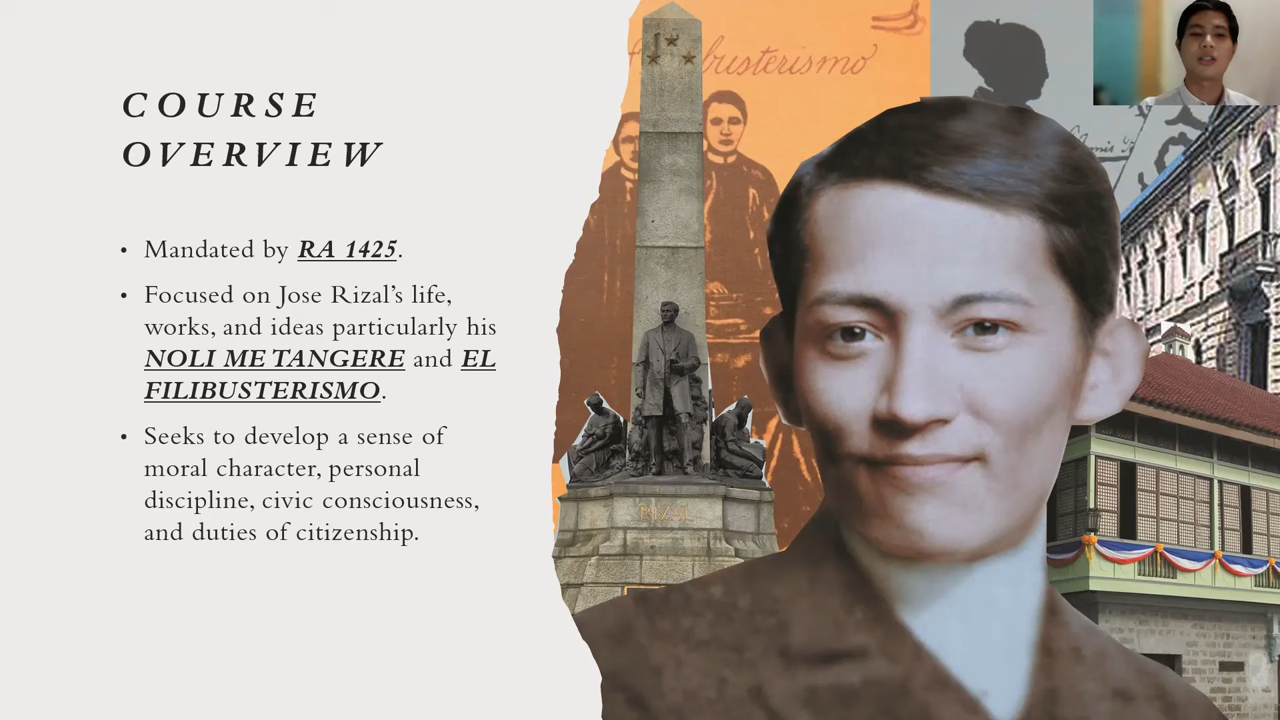 COURSE
OVERVIEW
• Mandated by RA 1425.
• Focused on Jose Rizal's life,
works, and ideas particularly his
NOLI ME TANGERE and EL
FILIBUSTERISMO.
• Seeks to develop a sense of
moral character, personal
discipline, civic consciousness,
and duties of citizenship.
busterismo
RIZAL